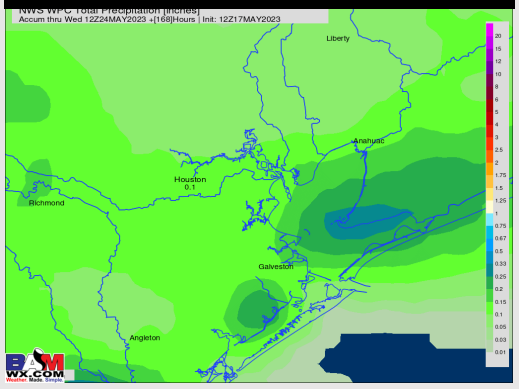 NWS WPC Total Precipitation [inches]
Accum thru Wed 12Z24MAY2023 +[168]Hours | Init: 12Z17MAY2023
Liberty
Anahuac
Houston
0.1
Richmond
Galveston
Angleton
20
15
12
10
8
6
5
4
3
2.5
2
1.75
1.5
1.25
1
0.75
0.67
0.5
0.33
0.25
0.2
0.15
0.1
0.05
0.03
0.01
BAM
WX.COM
Weather. Made. Simple.